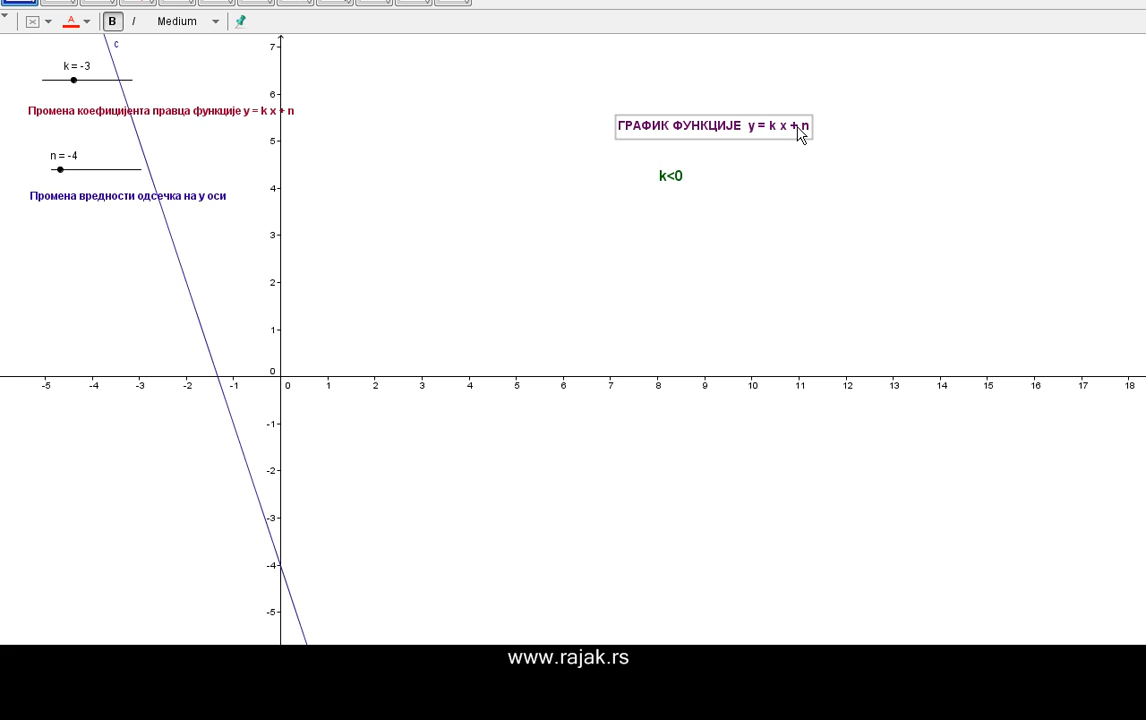 A B I Medium
c
k = -3
Промена коефицијента правца функције y = k x + n
n = -4
Промена вредности одсечка на y оси
ГРАФИК ФУНКЦИЈЕ y = k x + n
k<0
7
6
5
4
3
2
1
0
-5 -4 -3 -2 -1 0 1 2 3 4 5 6 7 8 9 10 11 12 13 14 15 16 17 18
-1
-2
-3
-4
-5
www.rajak.rs